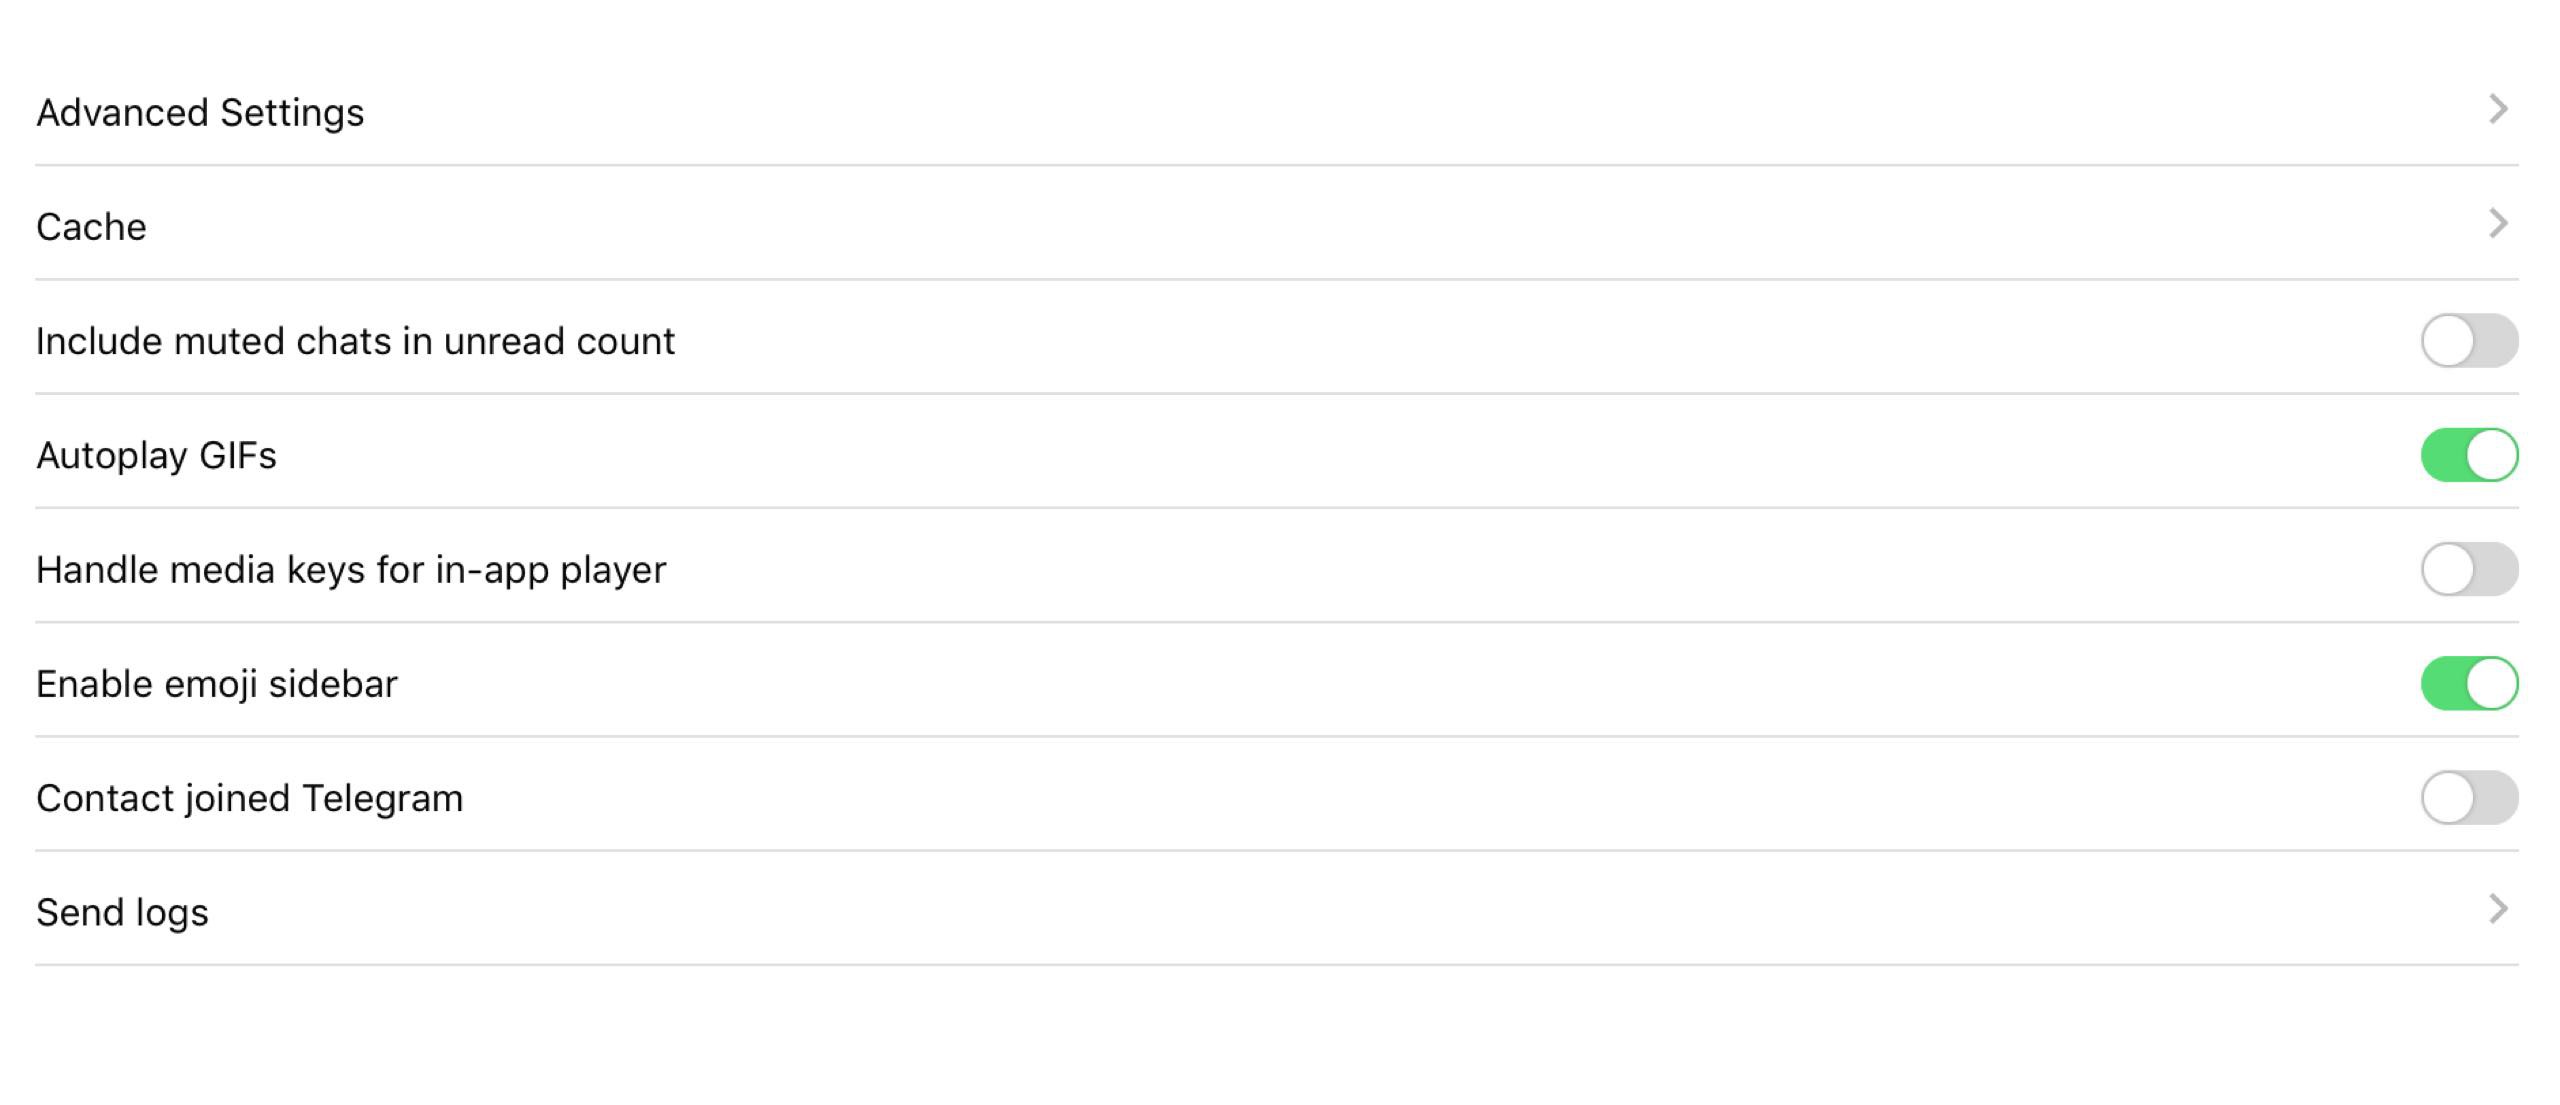 Advanced Settings
Cache
Include muted chats in unread count
Autoplay GIFs
Handle media keys for in-app player
Enable emoji sidebar
Contact joined Telegram
Send logs